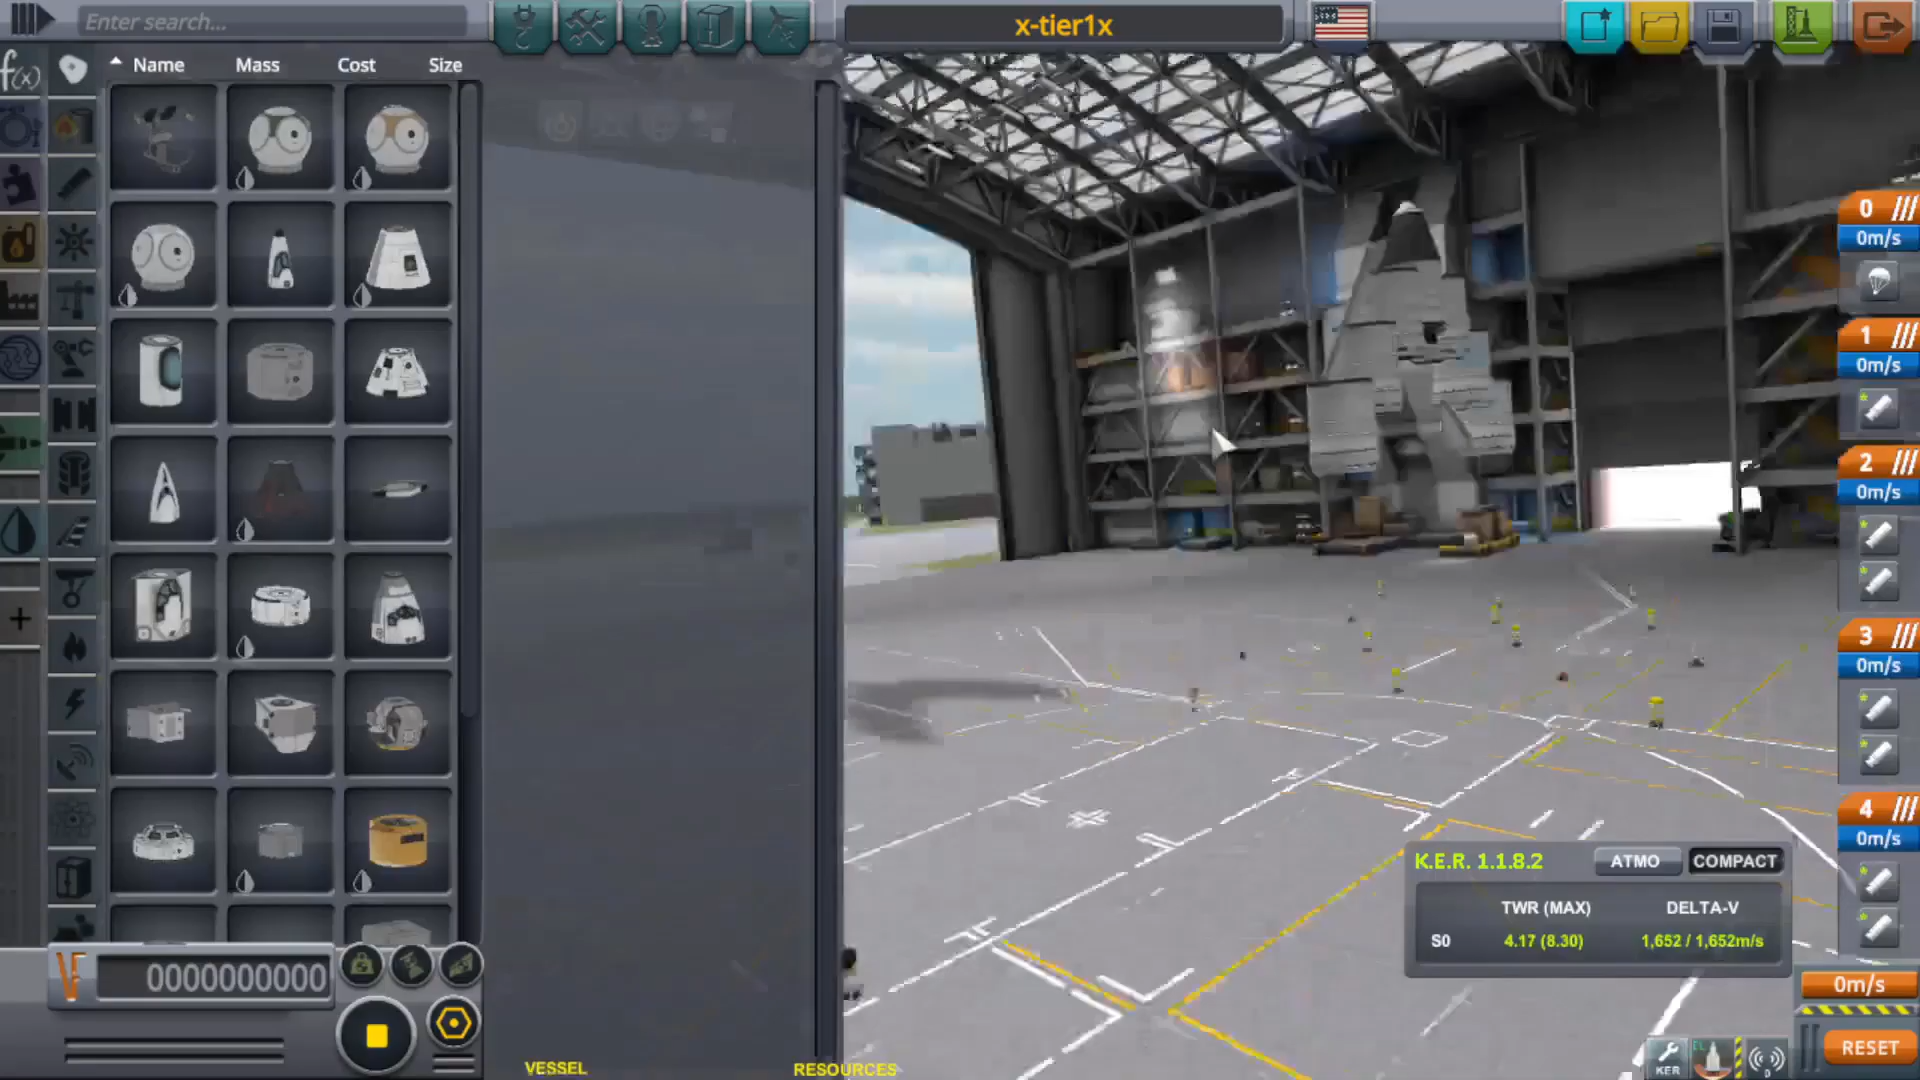 Enter search...
x-tier1x
f(x)
Name Mass Cost Size
0
0m/s
1
0m/s
2
0m/s
3
0m/s
4
0m/s
K.E.R. 1.1.8.2 ATMO COMPACT
TWR (MAX) DELTA-V
S0 4.17 (8.30) 1,652 / 1,652m/s
0000000000
0m/s
RESET
KER
VESSEL RESOURCES